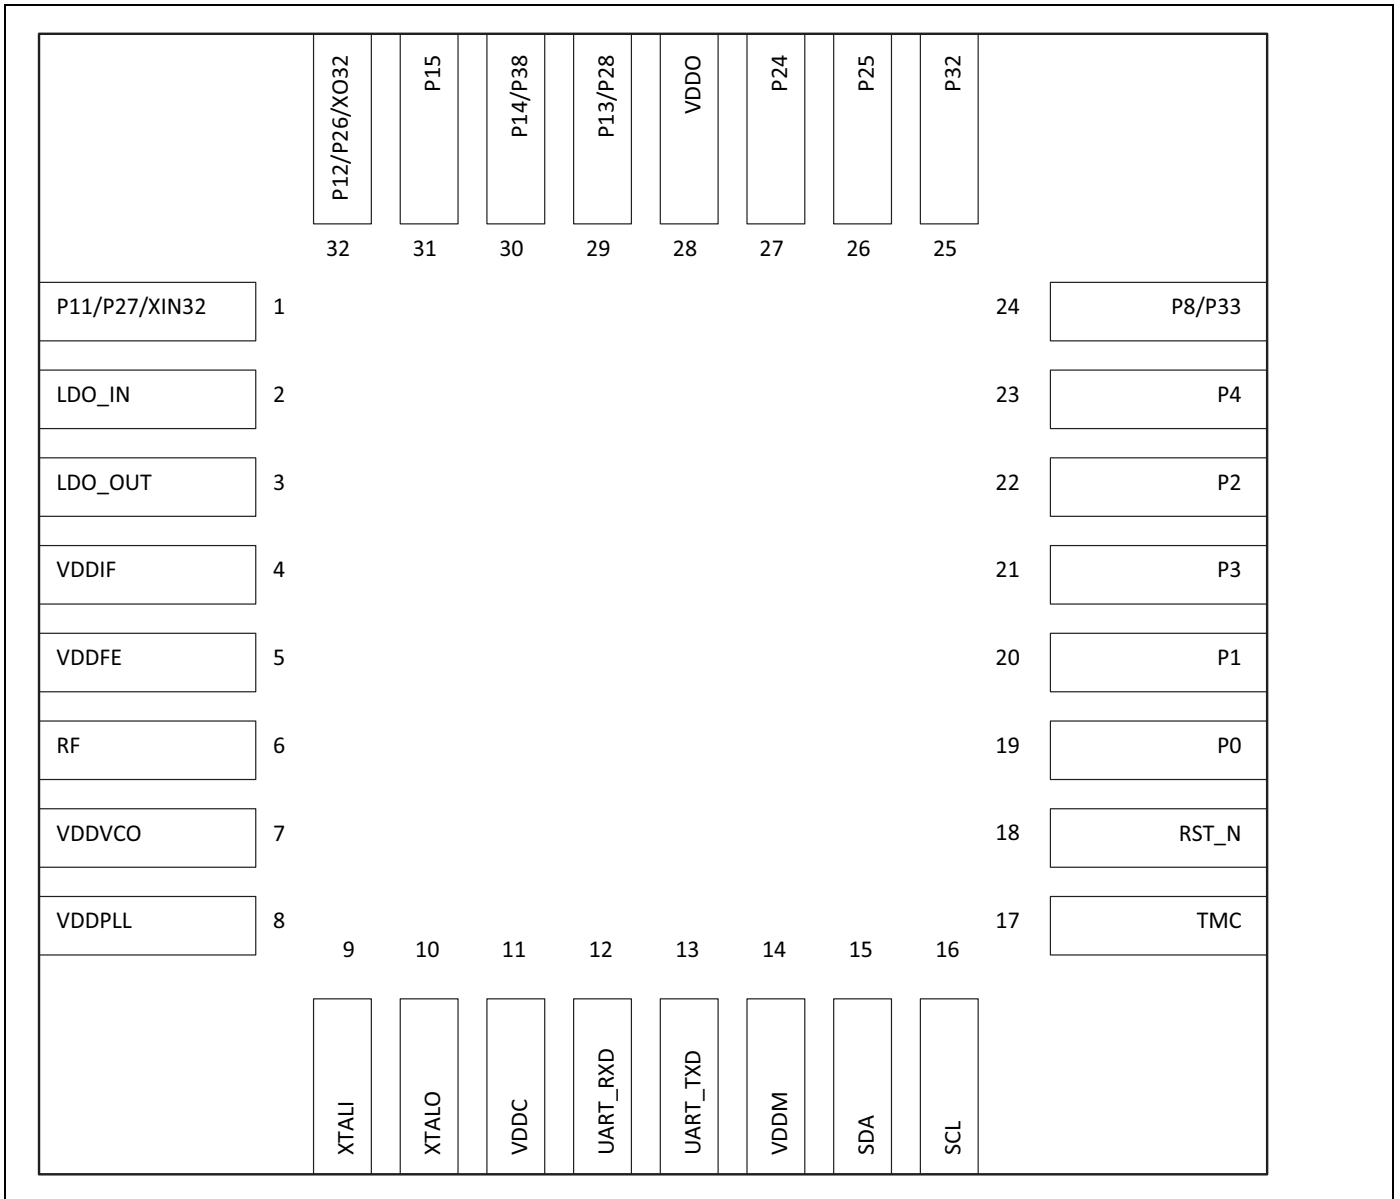 P12/P26/XO32
P15
P14/P38
P13/P28
VDDO
P24
P25
P32
32 31 30 29 28 27 26 25
P11/P27/XIN32 1 24 P8/P33
LDO_IN 2 23 P4
LDO_OUT 3 22 P2
VDDIF 4 21 P3
VDDFE 5 20 P1
RF 6 19 P0
VDDVCO 7 18 RST_N
VDDPLL 8 17 TMC
9 10 11 12 13 14 15 16
XTALI
XTALO
VDDC
UART_RXD
UART_TXD
VDDM
SDA
SCL